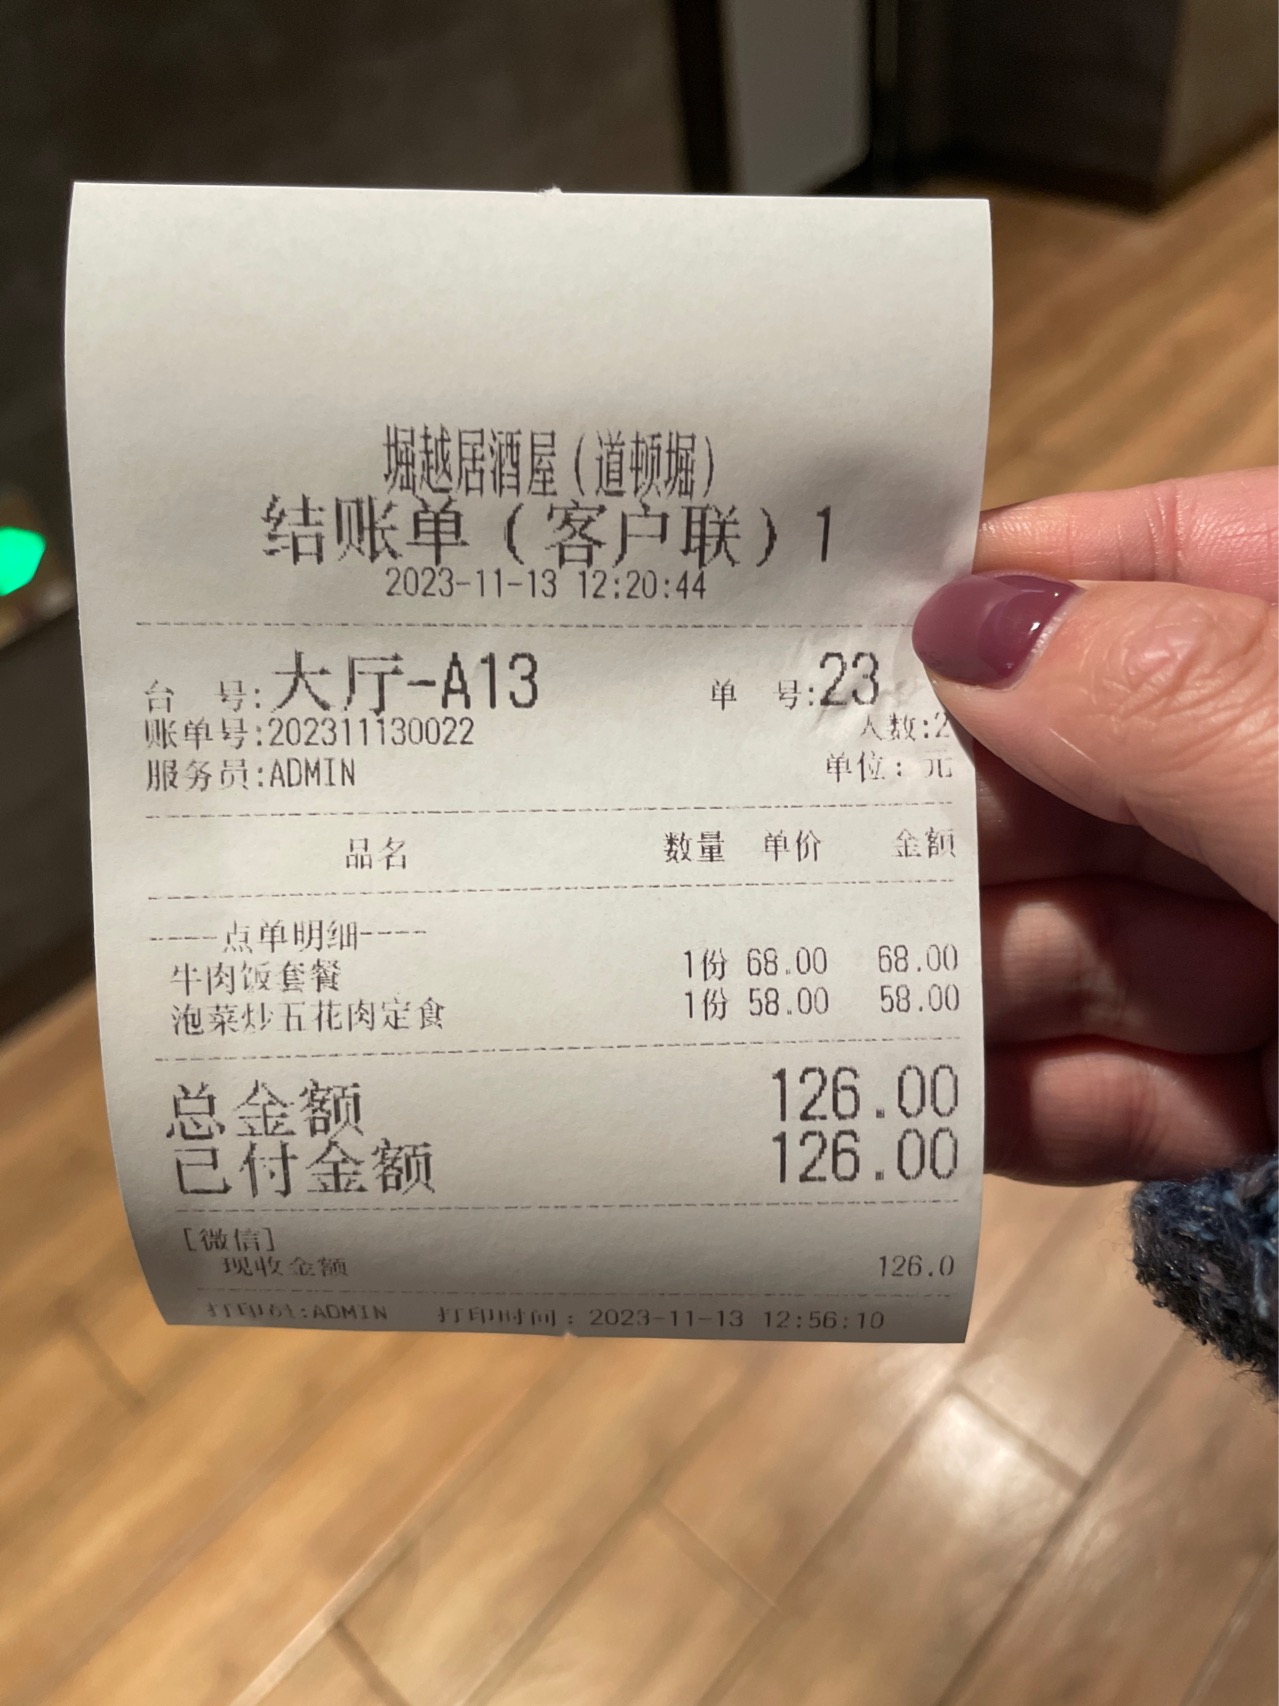 堀越居酒屋(道顿堀)
结账单(客户联)1
2023-11-13 12:20:44
台 号:大厅-A13 单 号:23
账单号:202311130022 人数:2
服务员:ADMIN 单位:元
品名 数量 单价 金额
----点单明细----
牛肉饭套餐 1份 68.00 68.00
泡菜炒五花肉定食 1份 58.00 58.00
总金额 126.00
已付金额 126.00
[微信]
现收金额 126.0
打印员:ADMIN 打印时间:2023-11-13 12:56:10